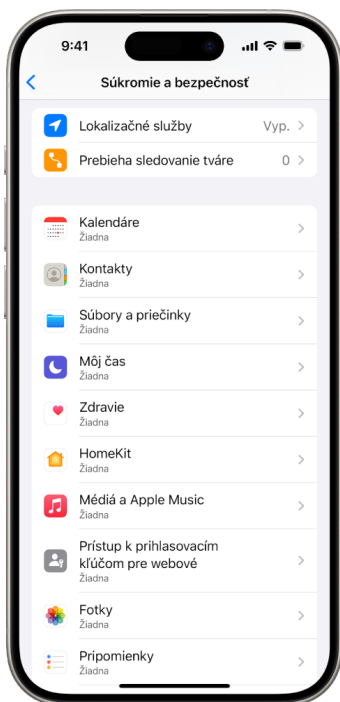 9:41
Súkromie a bezpečnosť
Lokalizačné služby Vyp.
Prebieha sledovanie tváre 0
Kalendáre
Žiadna
Kontakty
Žiadna
Súbory a priečinky
Žiadna
Môj čas
Žiadna
Zdravie
Žiadna
HomeKit
Žiadna
Médiá a Apple Music
Žiadna
Prístup k prihlasovacím
kľúčom pre webové
Žiadna
Fotky
Žiadna
Pripomienky
Žiadna